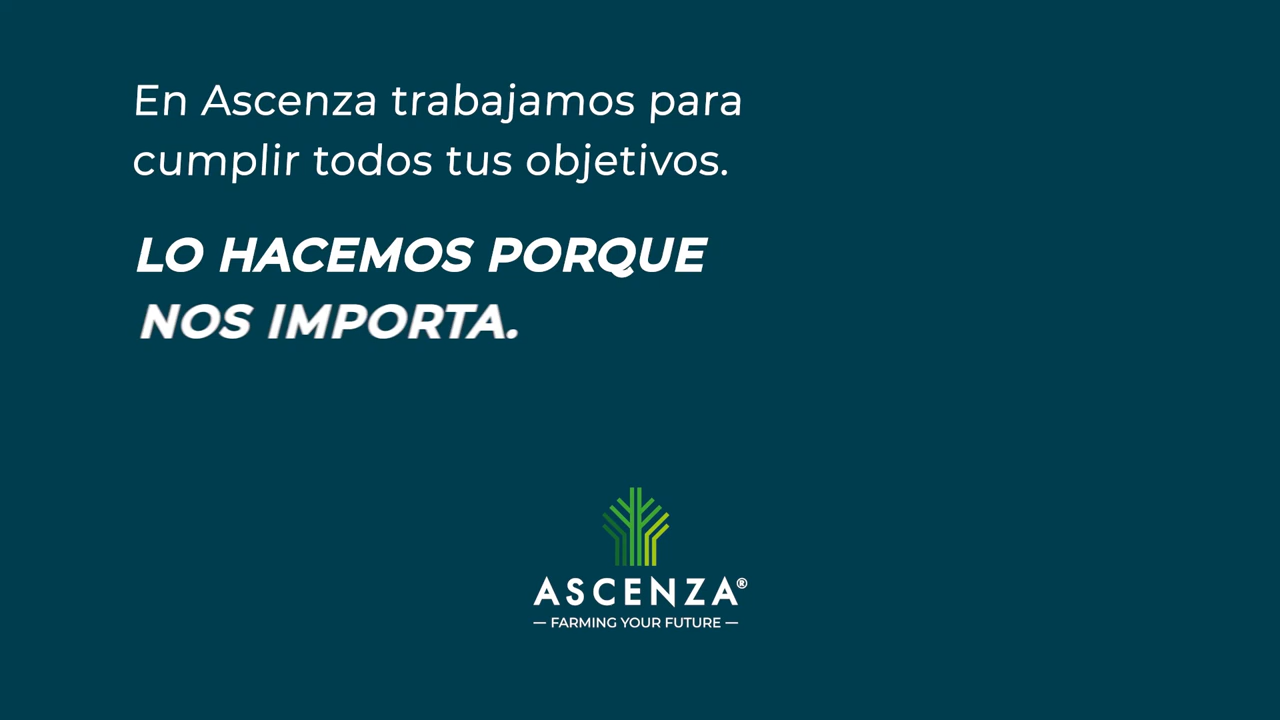 En Ascenza trabajamos para
cumplir todos tus objetivos.
LO HACEMOS PORQUE
NOS IMPORTA.
ASCENZA®
— FARMING YOUR FUTURE —